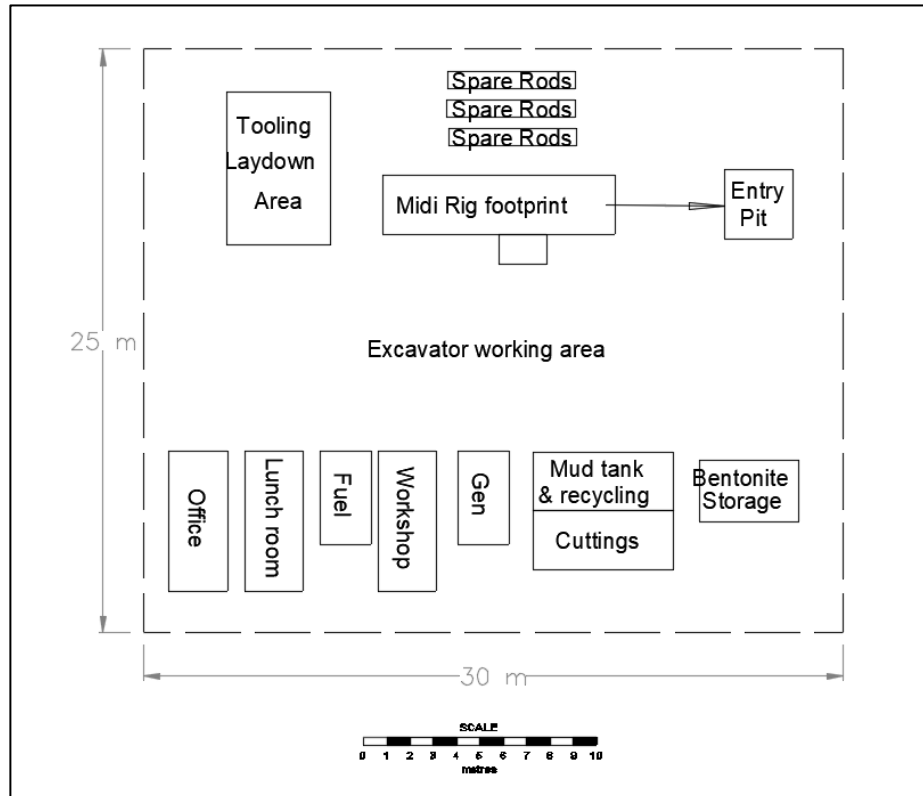 Spare Rods
Spare Rods
Spare Rods
Tooling
Laydown
Area
Midi Rig footprint
Entry
Pit
25 m
Excavator working area
Office
Lunch room
Fuel
Workshop
Gen
Mud tank
& recycling
Cuttings
Bentonite
Storage
30 m
SCALE
0 1 2 3 4 5 6 7 8 9 10
metres